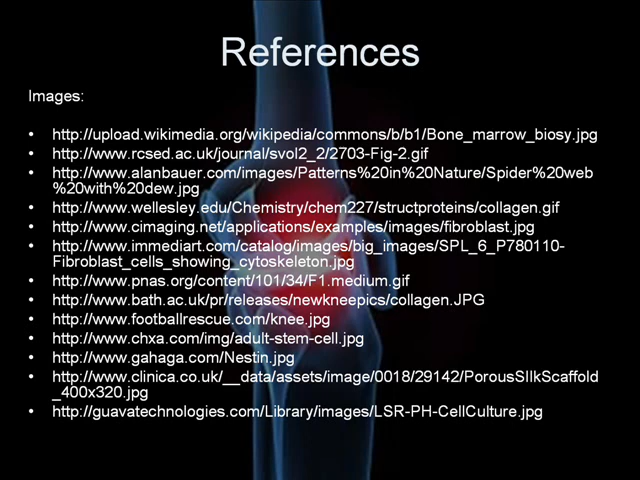 References
Images:
• http://upload.wikimedia.org/wikipedia/commons/b/b1/Bone_marrow_biosy.jpg
• http://www.rcsed.ac.uk/journal/svol2_2/2703-Fig-2.gif
• http://www.alanbauer.com/images/Patterns%20in%20Nature/Spider%20web
%20with%20dew.jpg
• http://www.wellesley.edu/Chemistry/chem227/structproteins/collagen.gif
• http://www.cimaging.net/applications/examples/images/fibroblast.jpg
• http://www.immediart.com/catalog/images/big_images/SPL_6_P780110-
Fibroblast_cells_showing_cytoskeleton.jpg
• http://www.pnas.org/content/101/34/F1.medium.gif
• http://www.bath.ac.uk/pr/releases/newkneepics/collagen.JPG
• http://www.footballrescue.com/knee.jpg
• http://www.chxa.com/img/adult-stem-cell.jpg
• http://www.gahaga.com/Nestin.jpg
• http://www.clinica.co.uk/__data/assets/image/0018/29142/PorousSIlkScaffold
_400x320.jpg
• http://guavatechnologies.com/Library/images/LSR-PH-CellCulture.jpg